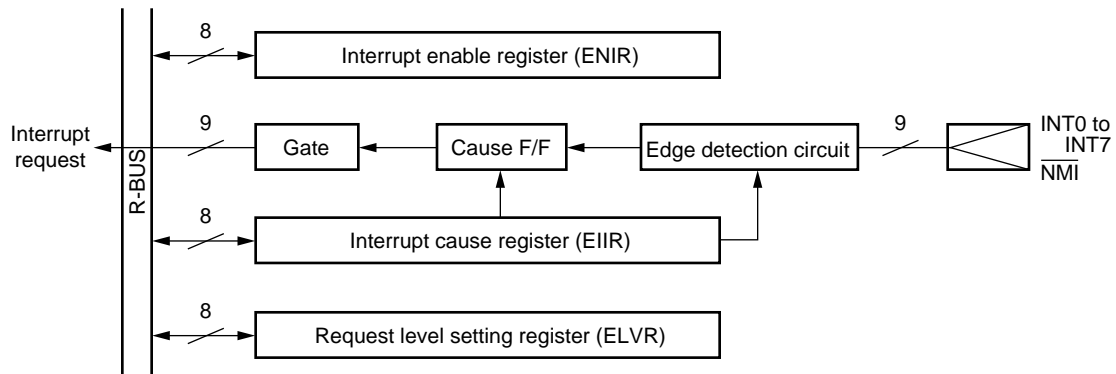 8
Interrupt enable register (ENIR)
Interrupt
request
9
Gate
Cause F/F
Edge detection circuit
9
INT0 to
INT7
NMI
R-BUS
8
Interrupt cause register (EIIR)
8
Request level setting register (ELVR)